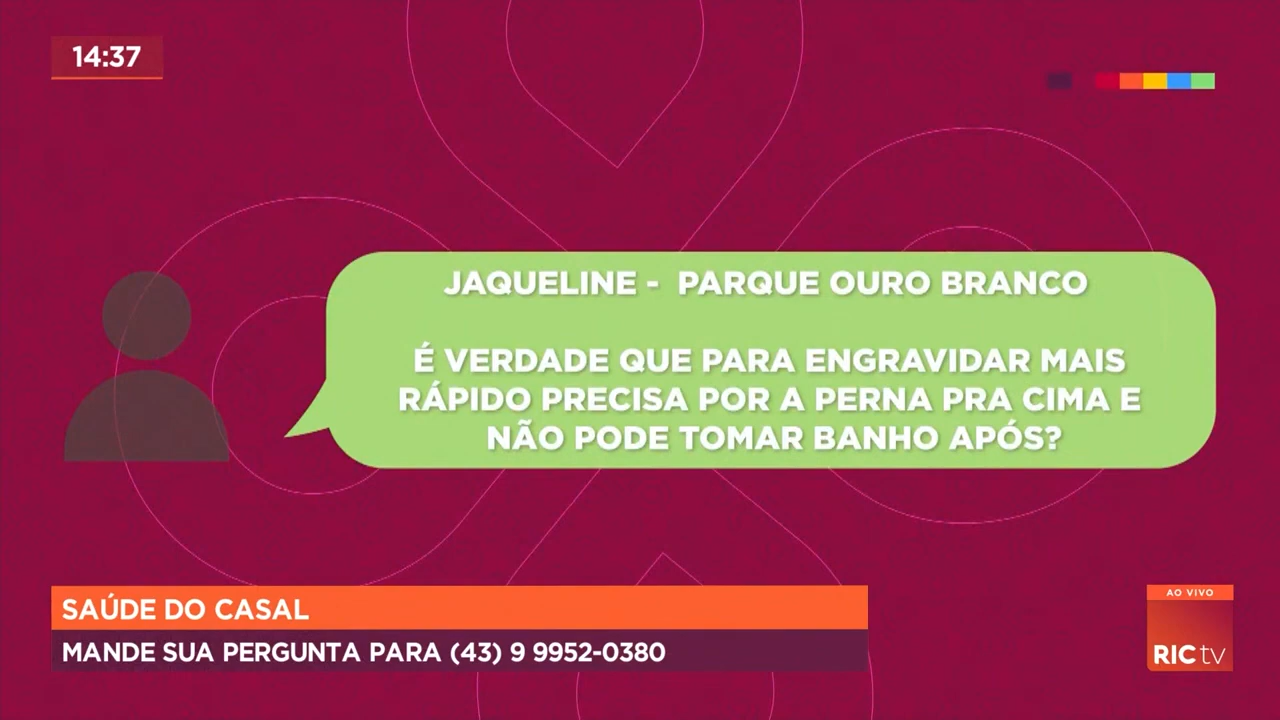 14:37
JAQUELINE - PARQUE OURO BRANCO
É VERDADE QUE PARA ENGRAVIDAR MAIS
RÁPIDO PRECISA POR A PERNA PRA CIMA E
NÃO PODE TOMAR BANHO APÓS?
SAÚDE DO CASAL
MANDE SUA PERGUNTA PARA (43) 9 9952-0380
AO VIVO
RIC tv